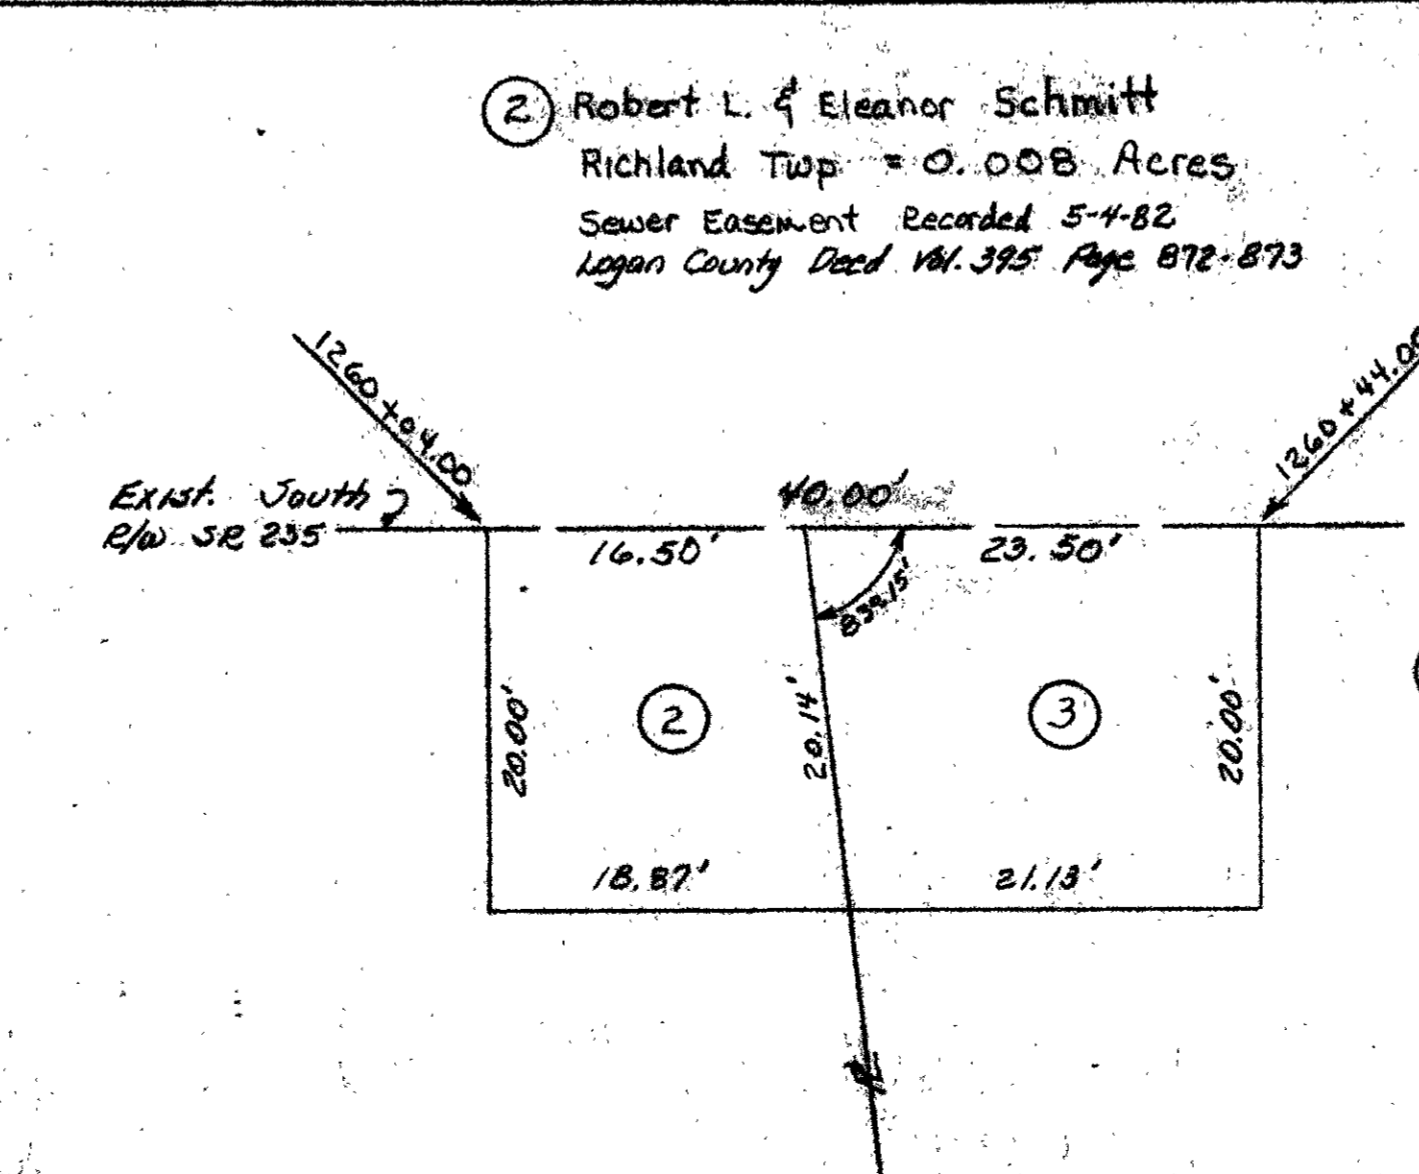 ② Robert L. & Eleanor Schmitt
Richland Twp = 0.008 Acres
Sewer Easement Recorded 5-4-82
Logan County Deed Vol. 395 Page 872-873
1260+04.00
1260+44.00
Exist. South
R/W SR 235
40.00'
16.50'
23.50'
83°15'
20.00'
②
20.14'
③
20.00'
18.87'
21.13'